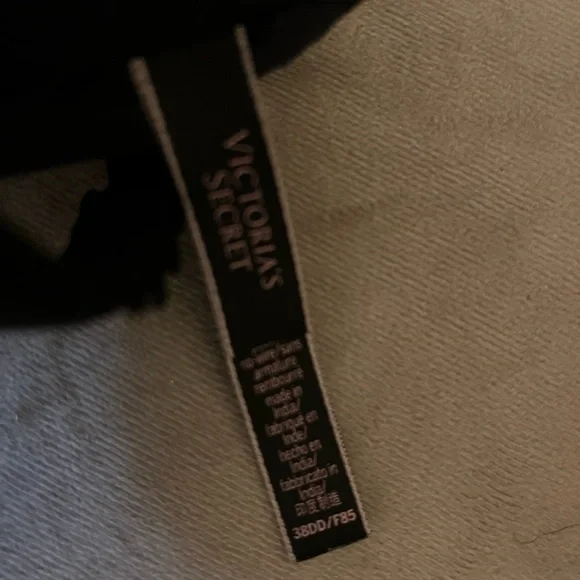 VICTORIA'S
SECRET
no wire/sans
armature
rembourré
made in
India/
fabriqué en
Inde/
hecho en
India/
fabbricato in
India/
印度制造
38DD/F85